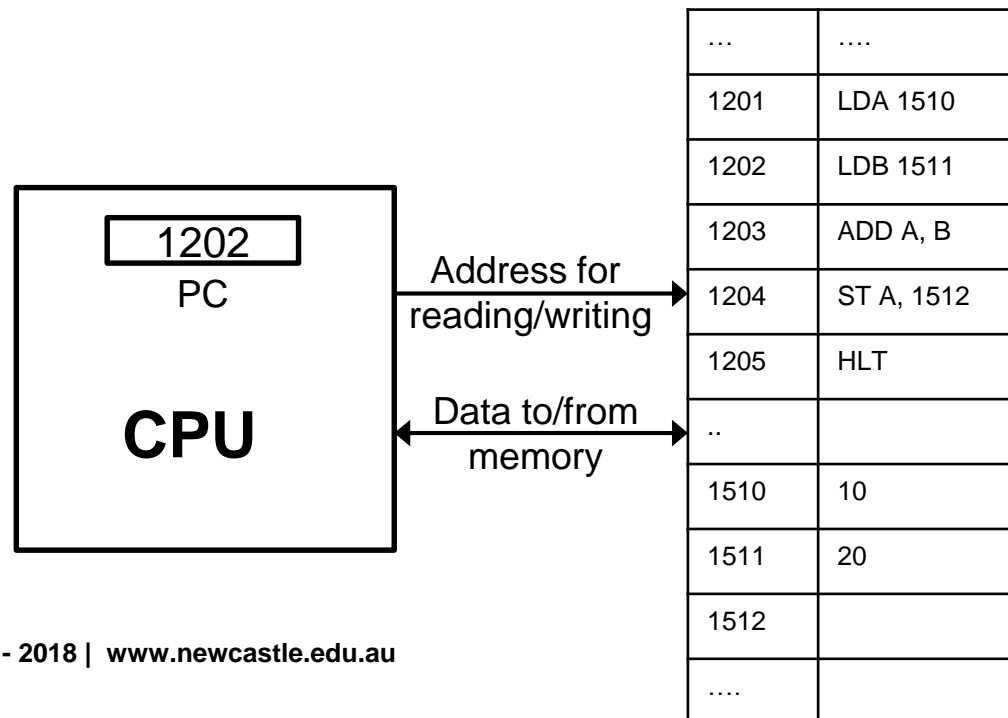 1202
PC
CPU
Address for
reading/writing
Data to/from
memory
… ….
1201 LDA 1510
1202 LDB 1511
1203 ADD A, B
1204 ST A, 1512
1205 HLT
..
1510 10
1511 20
1512
….
- 2018 | www.newcastle.edu.au